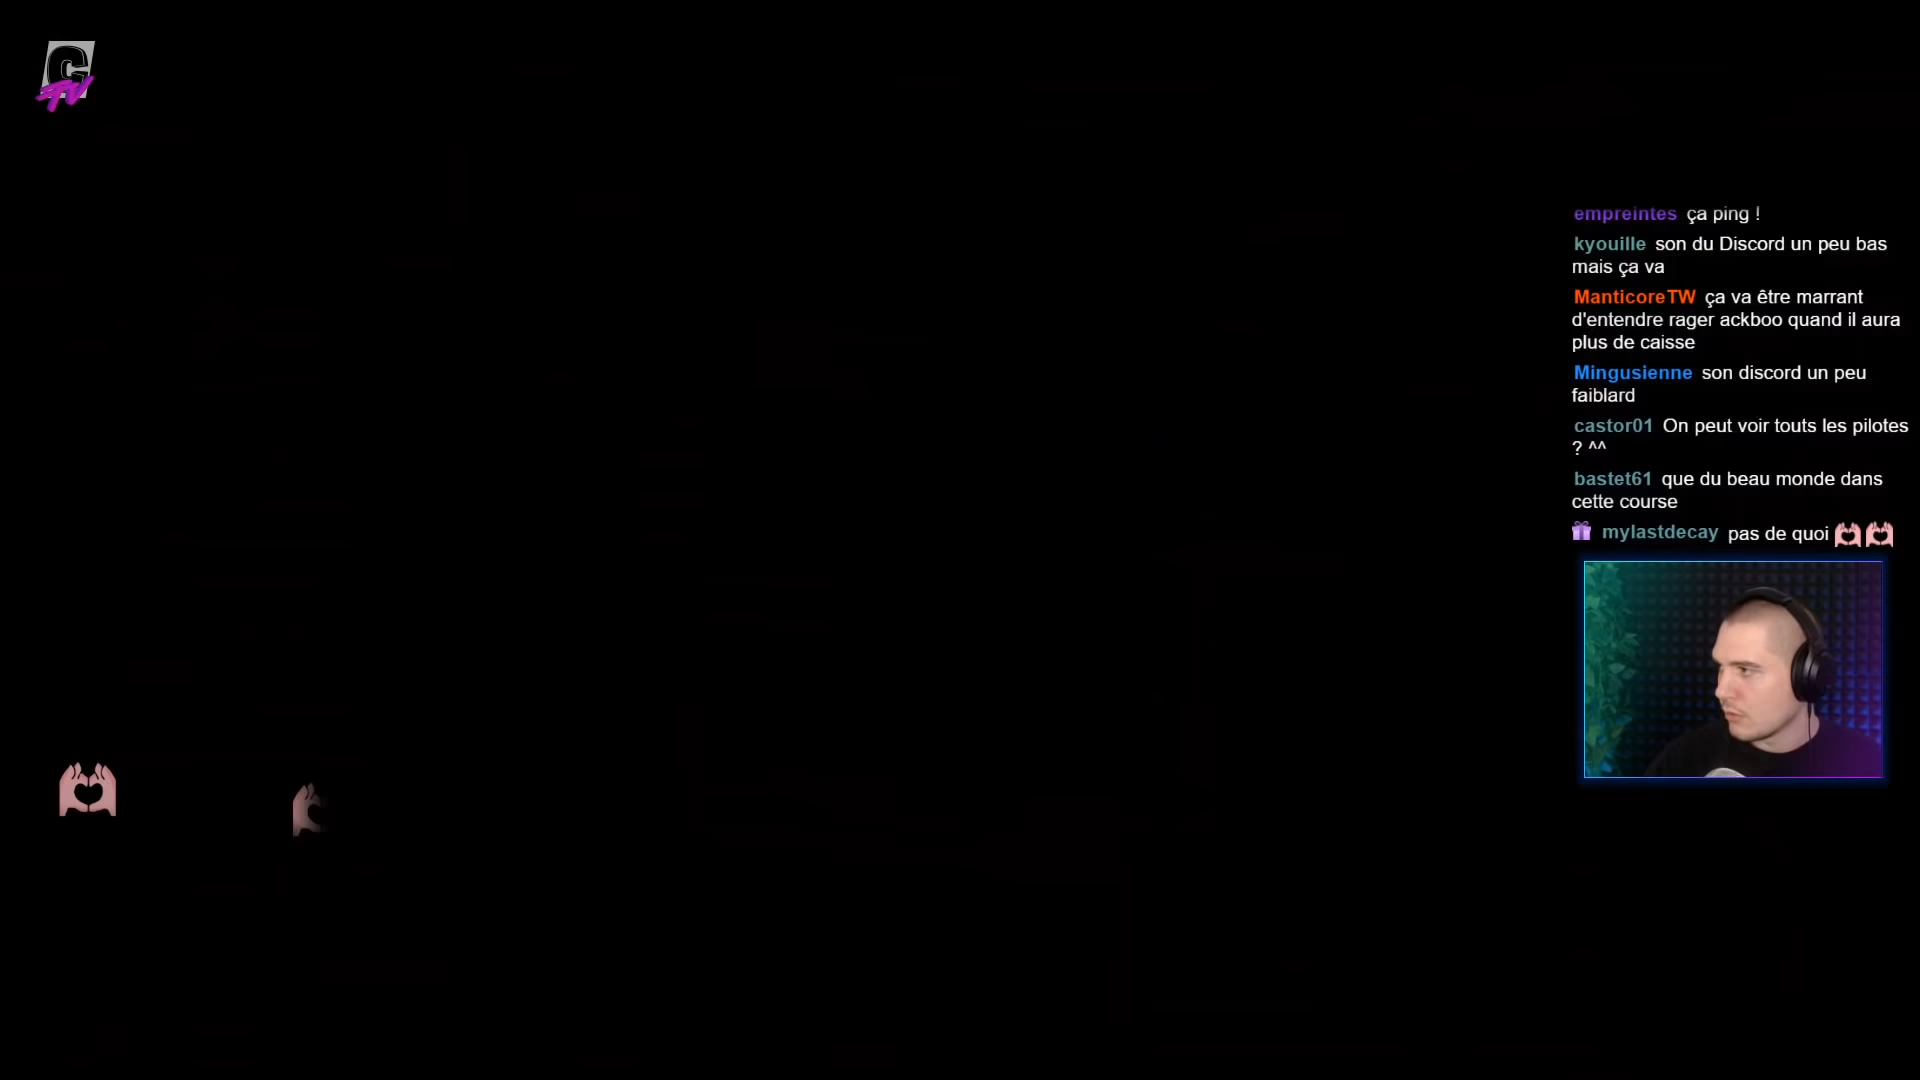 C
TV
empreintes ça ping !
kyouille son du Discord un peu bas
mais ça va
ManticoreTW ça va être marrant
d'entendre rager ackboo quand il aura
plus de caisse
Mingusienne son discord un peu
faiblard
castor01 On peut voir touts les pilotes
? ^^
bastet61 que du beau monde dans
cette course
mylastdecay pas de quoi